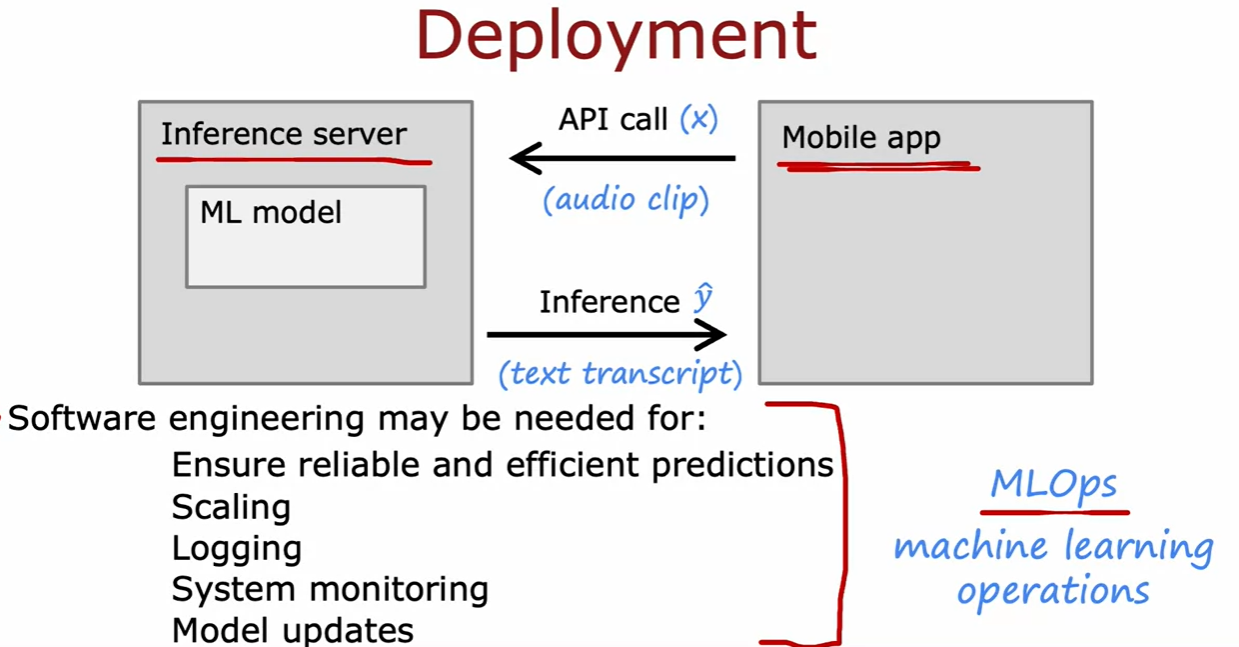 Deployment
Inference server
ML model
API call (x)
(audio clip)
Inference ŷ
(text transcript)
Mobile app
Software engineering may be needed for:
Ensure reliable and efficient predictions
Scaling
Logging
System monitoring
Model updates
MLOps
machine learning
operations